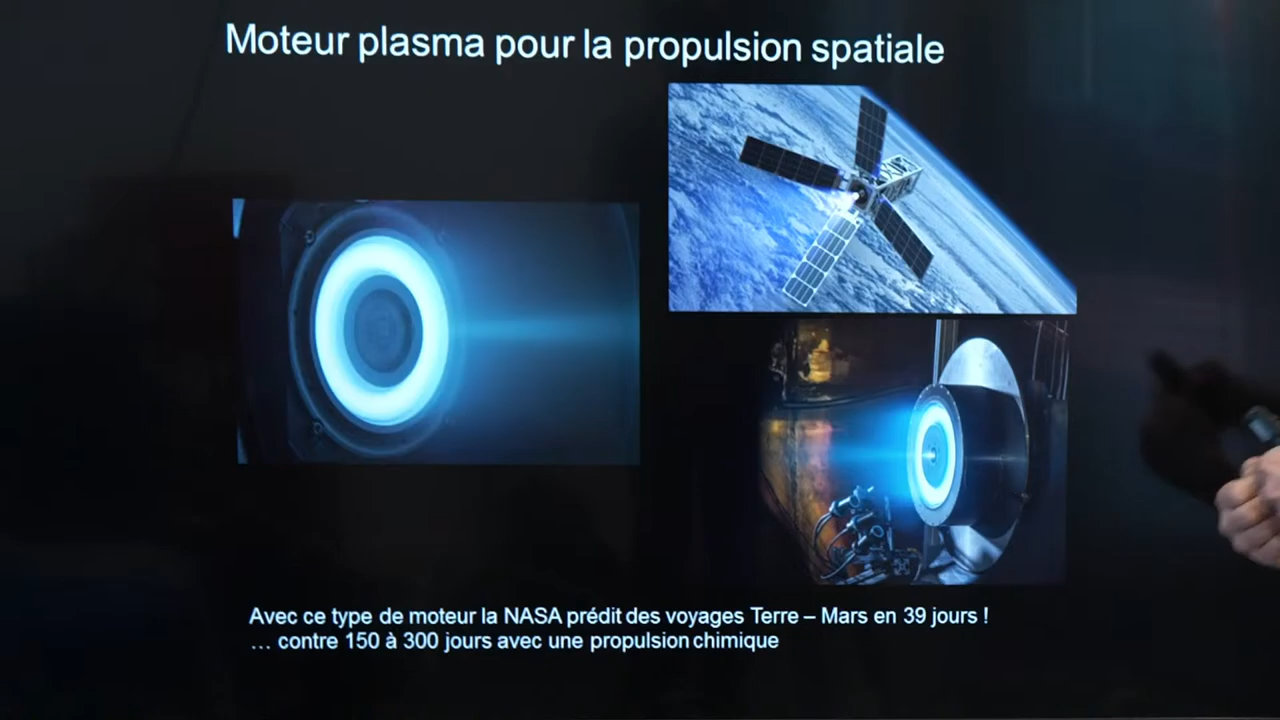 Moteur plasma pour la propulsion spatiale
Avec ce type de moteur la NASA prédit des voyages Terre – Mars en 39 jours !
... contre 150 à 300 jours avec une propulsion chimique